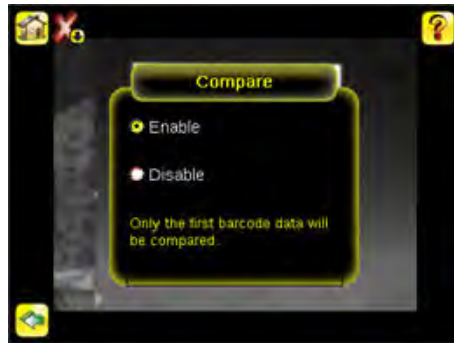 Compare
Enable
Disable
Only the first barcode data will
be compared.